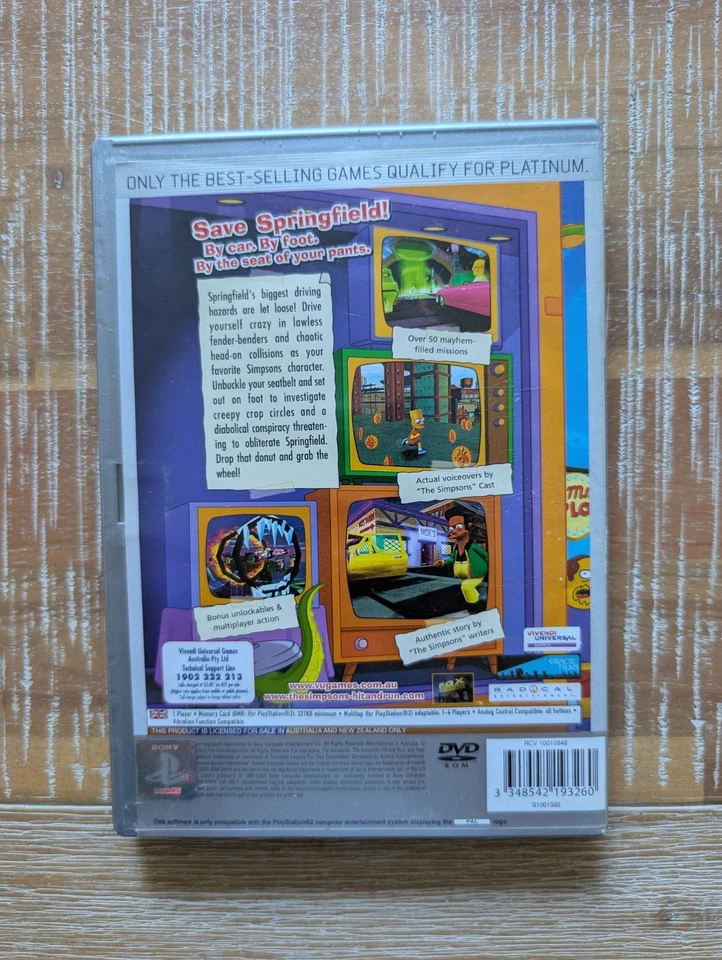 ONLY THE BEST-SELLING GAMES QUALIFY FOR PLATINUM.
Save Springfield!
By car. By foot.
By the seat of your pants.
Springfield's biggest driving
hazards are let loose! Drive
yourself crazy in lawless
fender-benders and chaotic
head-on collisions as your
favorite Simpsons character.
Unbuckle your seatbelt and set
out on foot to investigate
creepy crop circles and a
diabolical conspiracy threaten-
ing to obliterate Springfield.
Drop that donut and grab the
wheel!
Over 50 mayhem-
filled missions
Actual voiceovers by
"The Simpsons" Cast
MOE'S
Bonus unlockables &
multiplayer action
Authentic story by
"The Simpsons" writers
VIVENDI
UNIVERSAL
GRACIE
FILMS
RADICAL
ENTERTAINMENT
FOX
Vivendi Universal Games
Australia Pty Ltd
Technical Support Line
1902 222 213
www.vugames.com.au
www.thesimpsons-hitandrun.com
1 Player • Memory Card (8MB) (for PlayStation®2): 221KB minimum • Multitap (for PlayStation®2) adaptable: 1-4 Players • Analog Control Compatible: all buttons •
Vibration Function Compatible
THIS PRODUCT IS LICENSED FOR SALE IN AUSTRALIA AND NEW ZEALAND ONLY
SONY
DVD
ROM
RCV 10010848
3 348542 193260
S1001592
This software is only compatible with the PlayStation®2 computer entertainment system displaying the PAL logo